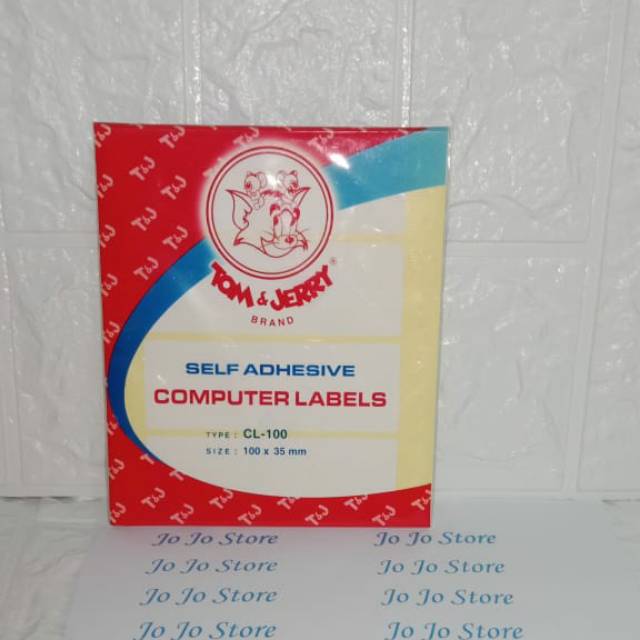 TOM & JERRY®
BRAND
SELF ADHESIVE
COMPUTER LABELS
TYPE : CL-100
SIZE : 100 x 35 mm
T&J T&J T&J T&J
T&J T&J
T&J T&J
T&J T&J
T&J
T&J
T&J
T&J T&J
T&J T&J T&J T&J T&J T&J
Jo Jo Store Jo Jo Store
Jo Jo Store Jo Jo Store
Jo Jo Store Jo Jo Store
Jo Jo Store Jo Jo Store